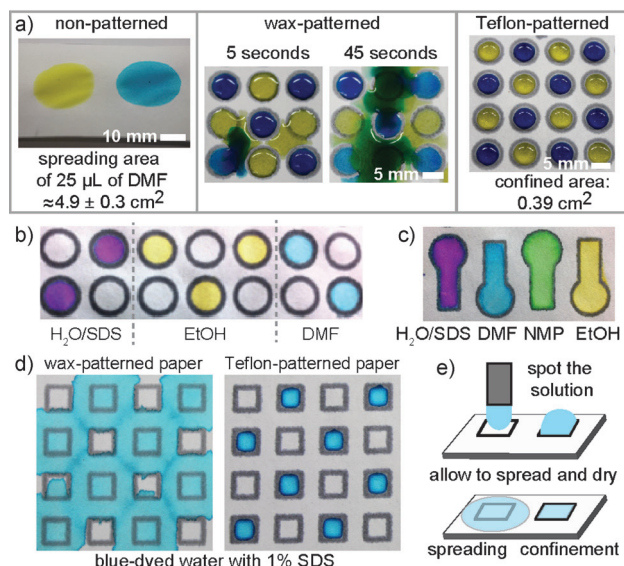 a)
non-patterned
10 mm
spreading area
of 25 µL of DMF
≈4.9 ± 0.3 cm²
wax-patterned
5 seconds
45 seconds
5 mm
Teflon-patterned
5 mm
confined area:
0.39 cm²
b)
H₂O/SDS
EtOH
DMF
c)
H₂O/SDS DMF NMP EtOH
d)
wax-patterned paper
Teflon-patterned paper
blue-dyed water with 1% SDS
e)
spot the
solution
allow to spread and dry
spreading confinement